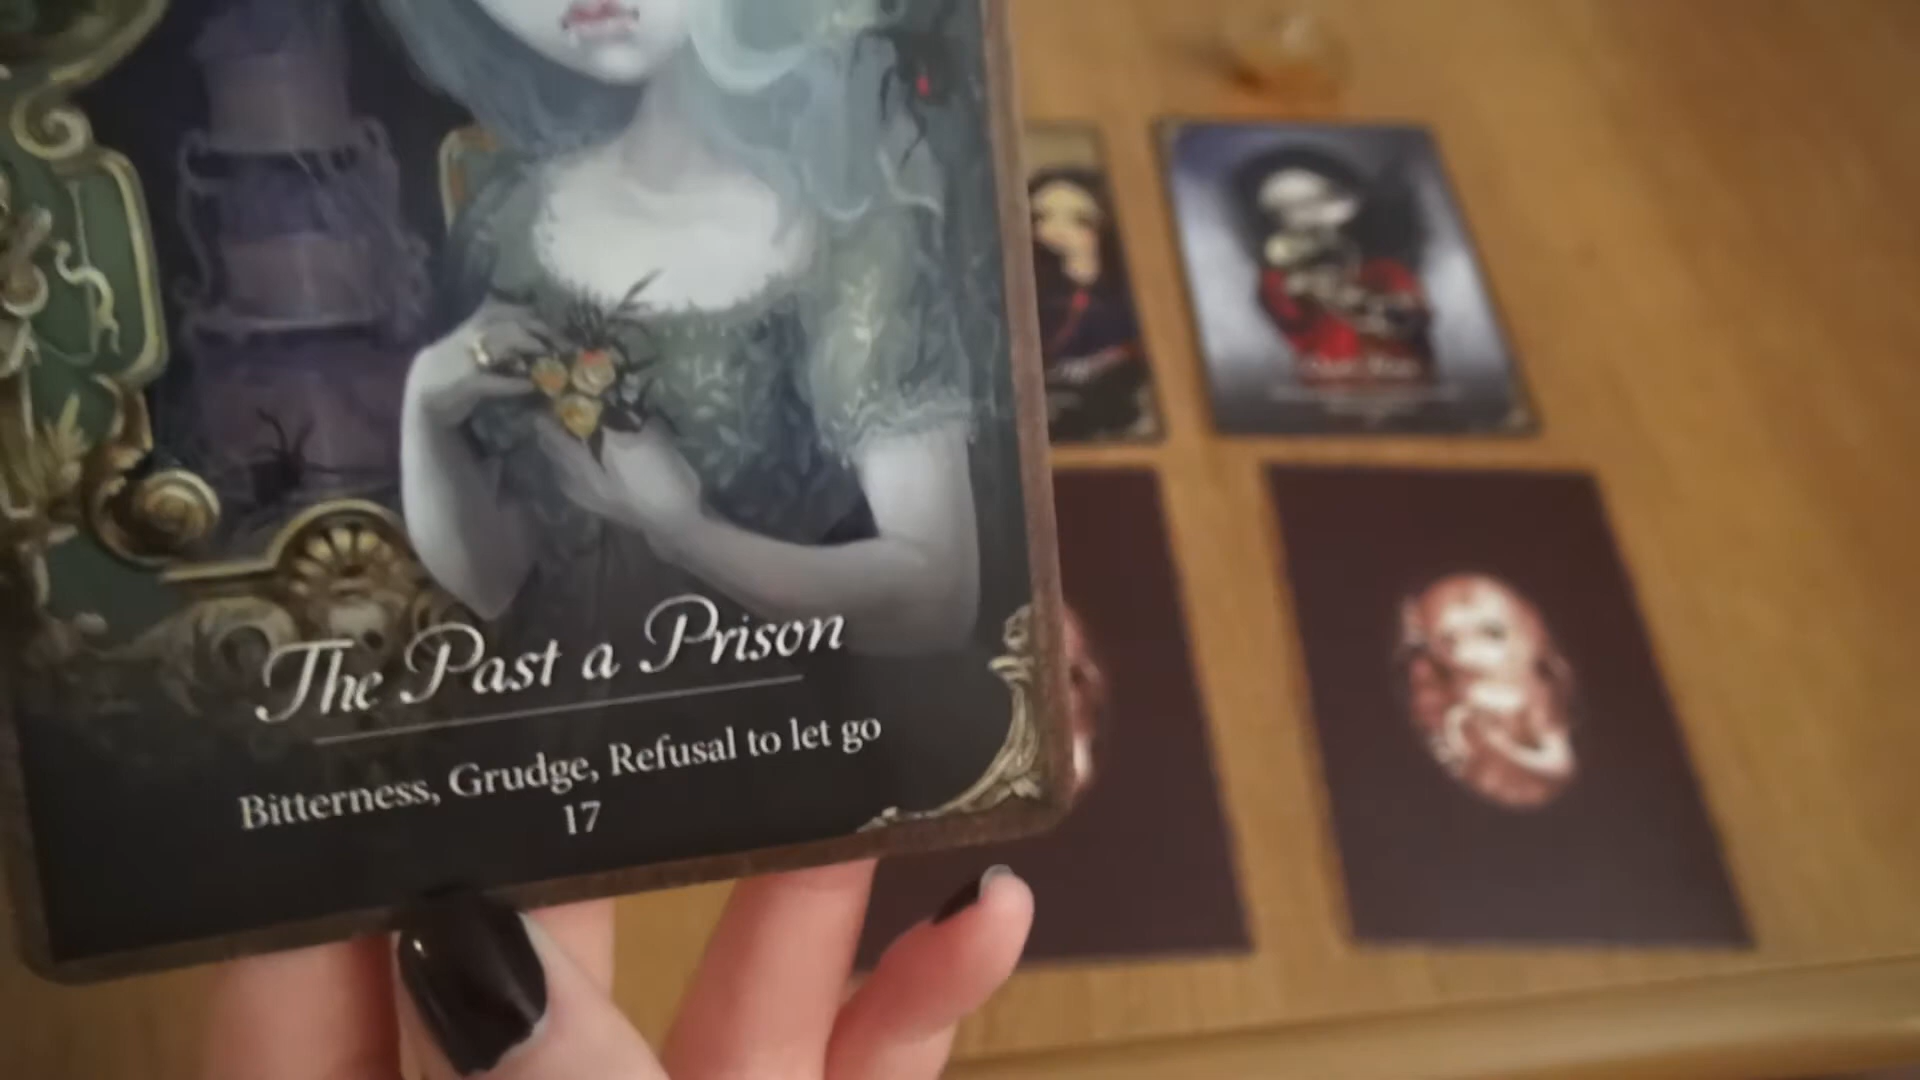 The Past a Prison
Bitterness, Grudge, Refusal to let go
17